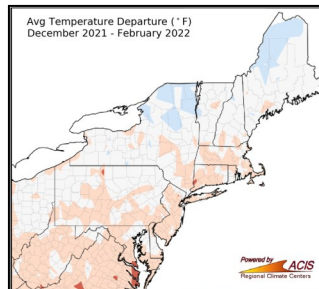 Avg Temperature Departure (°F)
December 2021 - February 2022
Powered by
ACIS
Regional Climate Centers